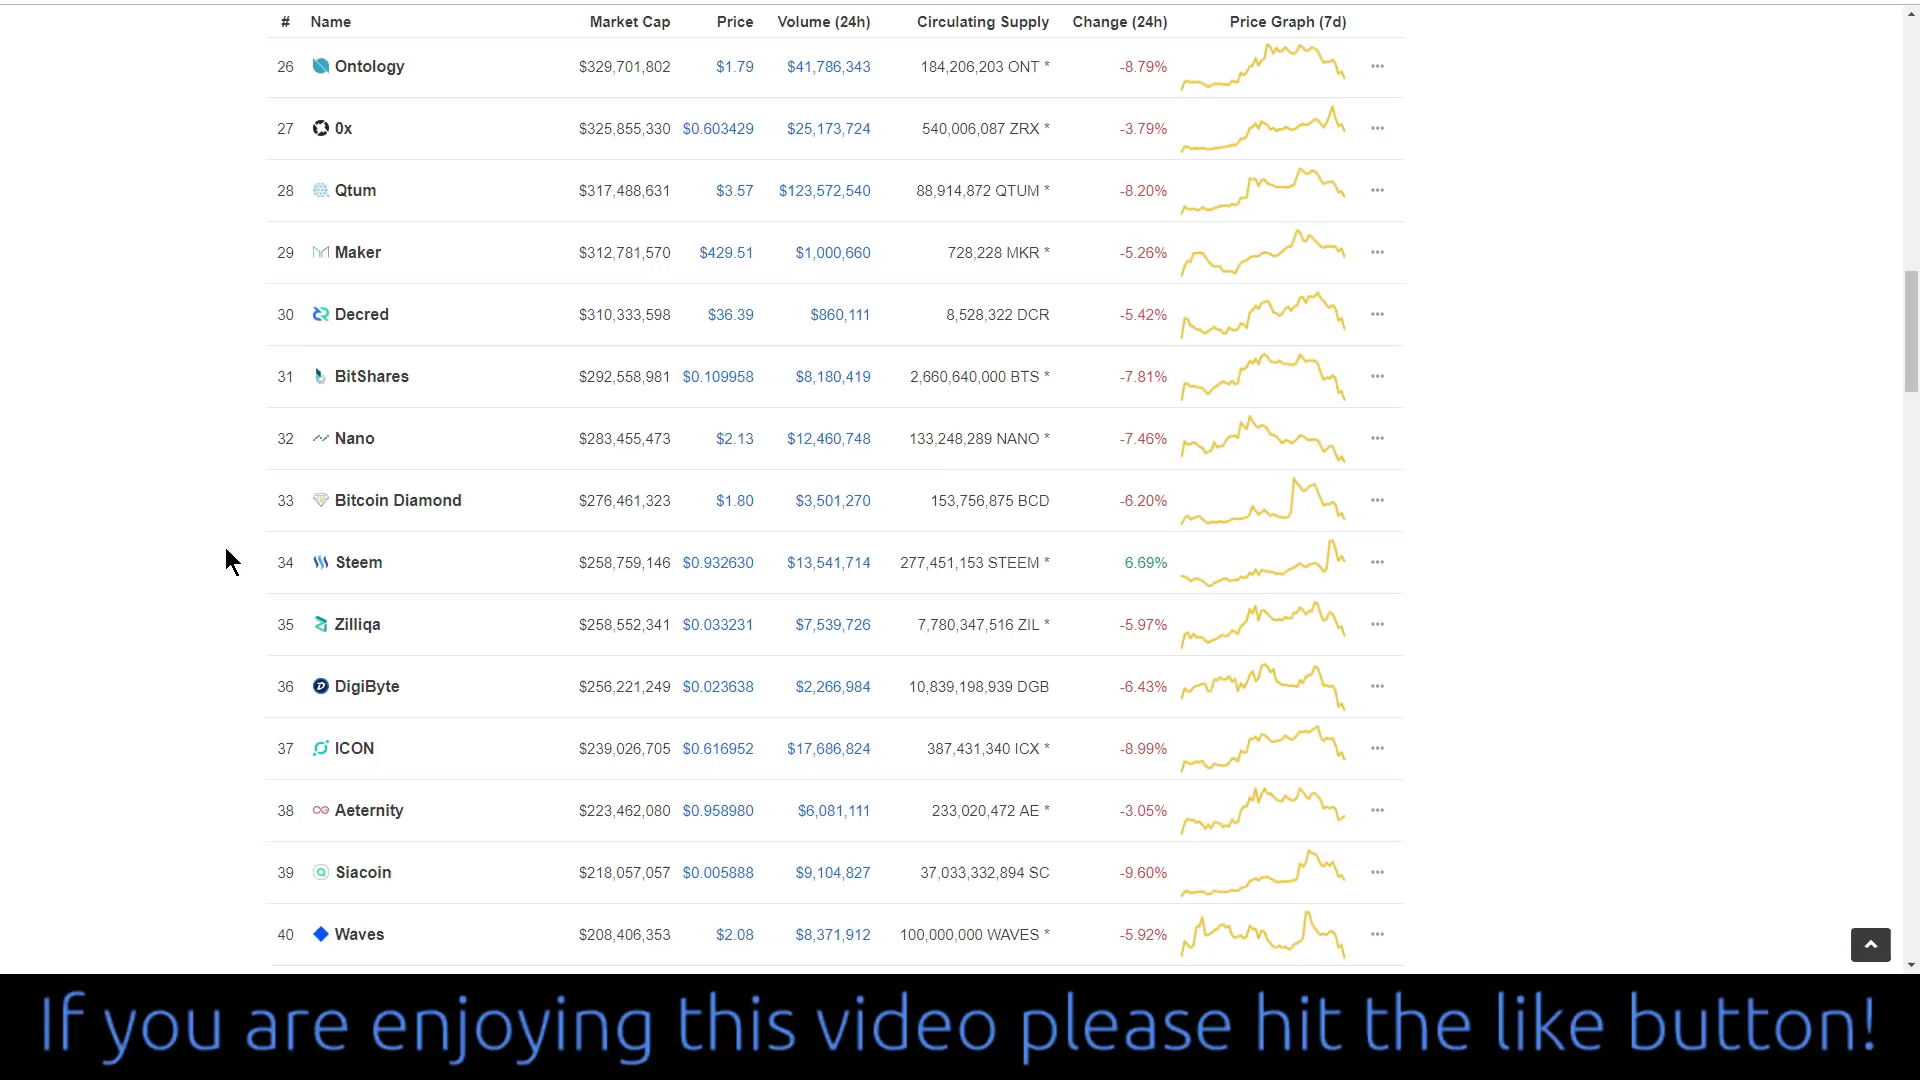 # Name Market Cap Price Volume (24h) Circulating Supply Change (24h) Price Graph (7d)
26 Ontology $329,701,802 $1.79 $41,786,343 184,206,203 ONT * -8.79%
27 0x $325,855,330 $0.603429 $25,173,724 540,006,087 ZRX * -3.79%
28 Qtum $317,488,631 $3.57 $123,572,540 88,914,872 QTUM * -8.20%
29 Maker $312,781,570 $429.51 $1,000,660 728,228 MKR * -5.26%
30 Decred $310,333,598 $36.39 $860,111 8,528,322 DCR -5.42%
31 BitShares $292,558,981 $0.109958 $8,180,419 2,660,640,000 BTS * -7.81%
32 Nano $283,455,473 $2.13 $12,460,748 133,248,289 NANO * -7.46%
33 Bitcoin Diamond $276,461,323 $1.80 $3,501,270 153,756,875 BCD -6.20%
34 Steem $258,759,146 $0.932630 $13,541,714 277,451,153 STEEM * 6.69%
35 Zilliqa $258,552,341 $0.033231 $7,539,726 7,780,347,516 ZIL * -5.97%
36 DigiByte $256,221,249 $0.023638 $2,266,984 10,839,198,939 DGB -6.43%
37 ICON $239,026,705 $0.616952 $17,686,824 387,431,340 ICX * -8.99%
38 Aeternity $223,462,080 $0.958980 $6,081,111 233,020,472 AE * -3.05%
39 Siacoin $218,057,057 $0.005888 $9,104,827 37,033,332,894 SC -9.60%
40 Waves $208,406,353 $2.08 $8,371,912 100,000,000 WAVES * -5.92%
If you are enjoying this video please hit the like button!